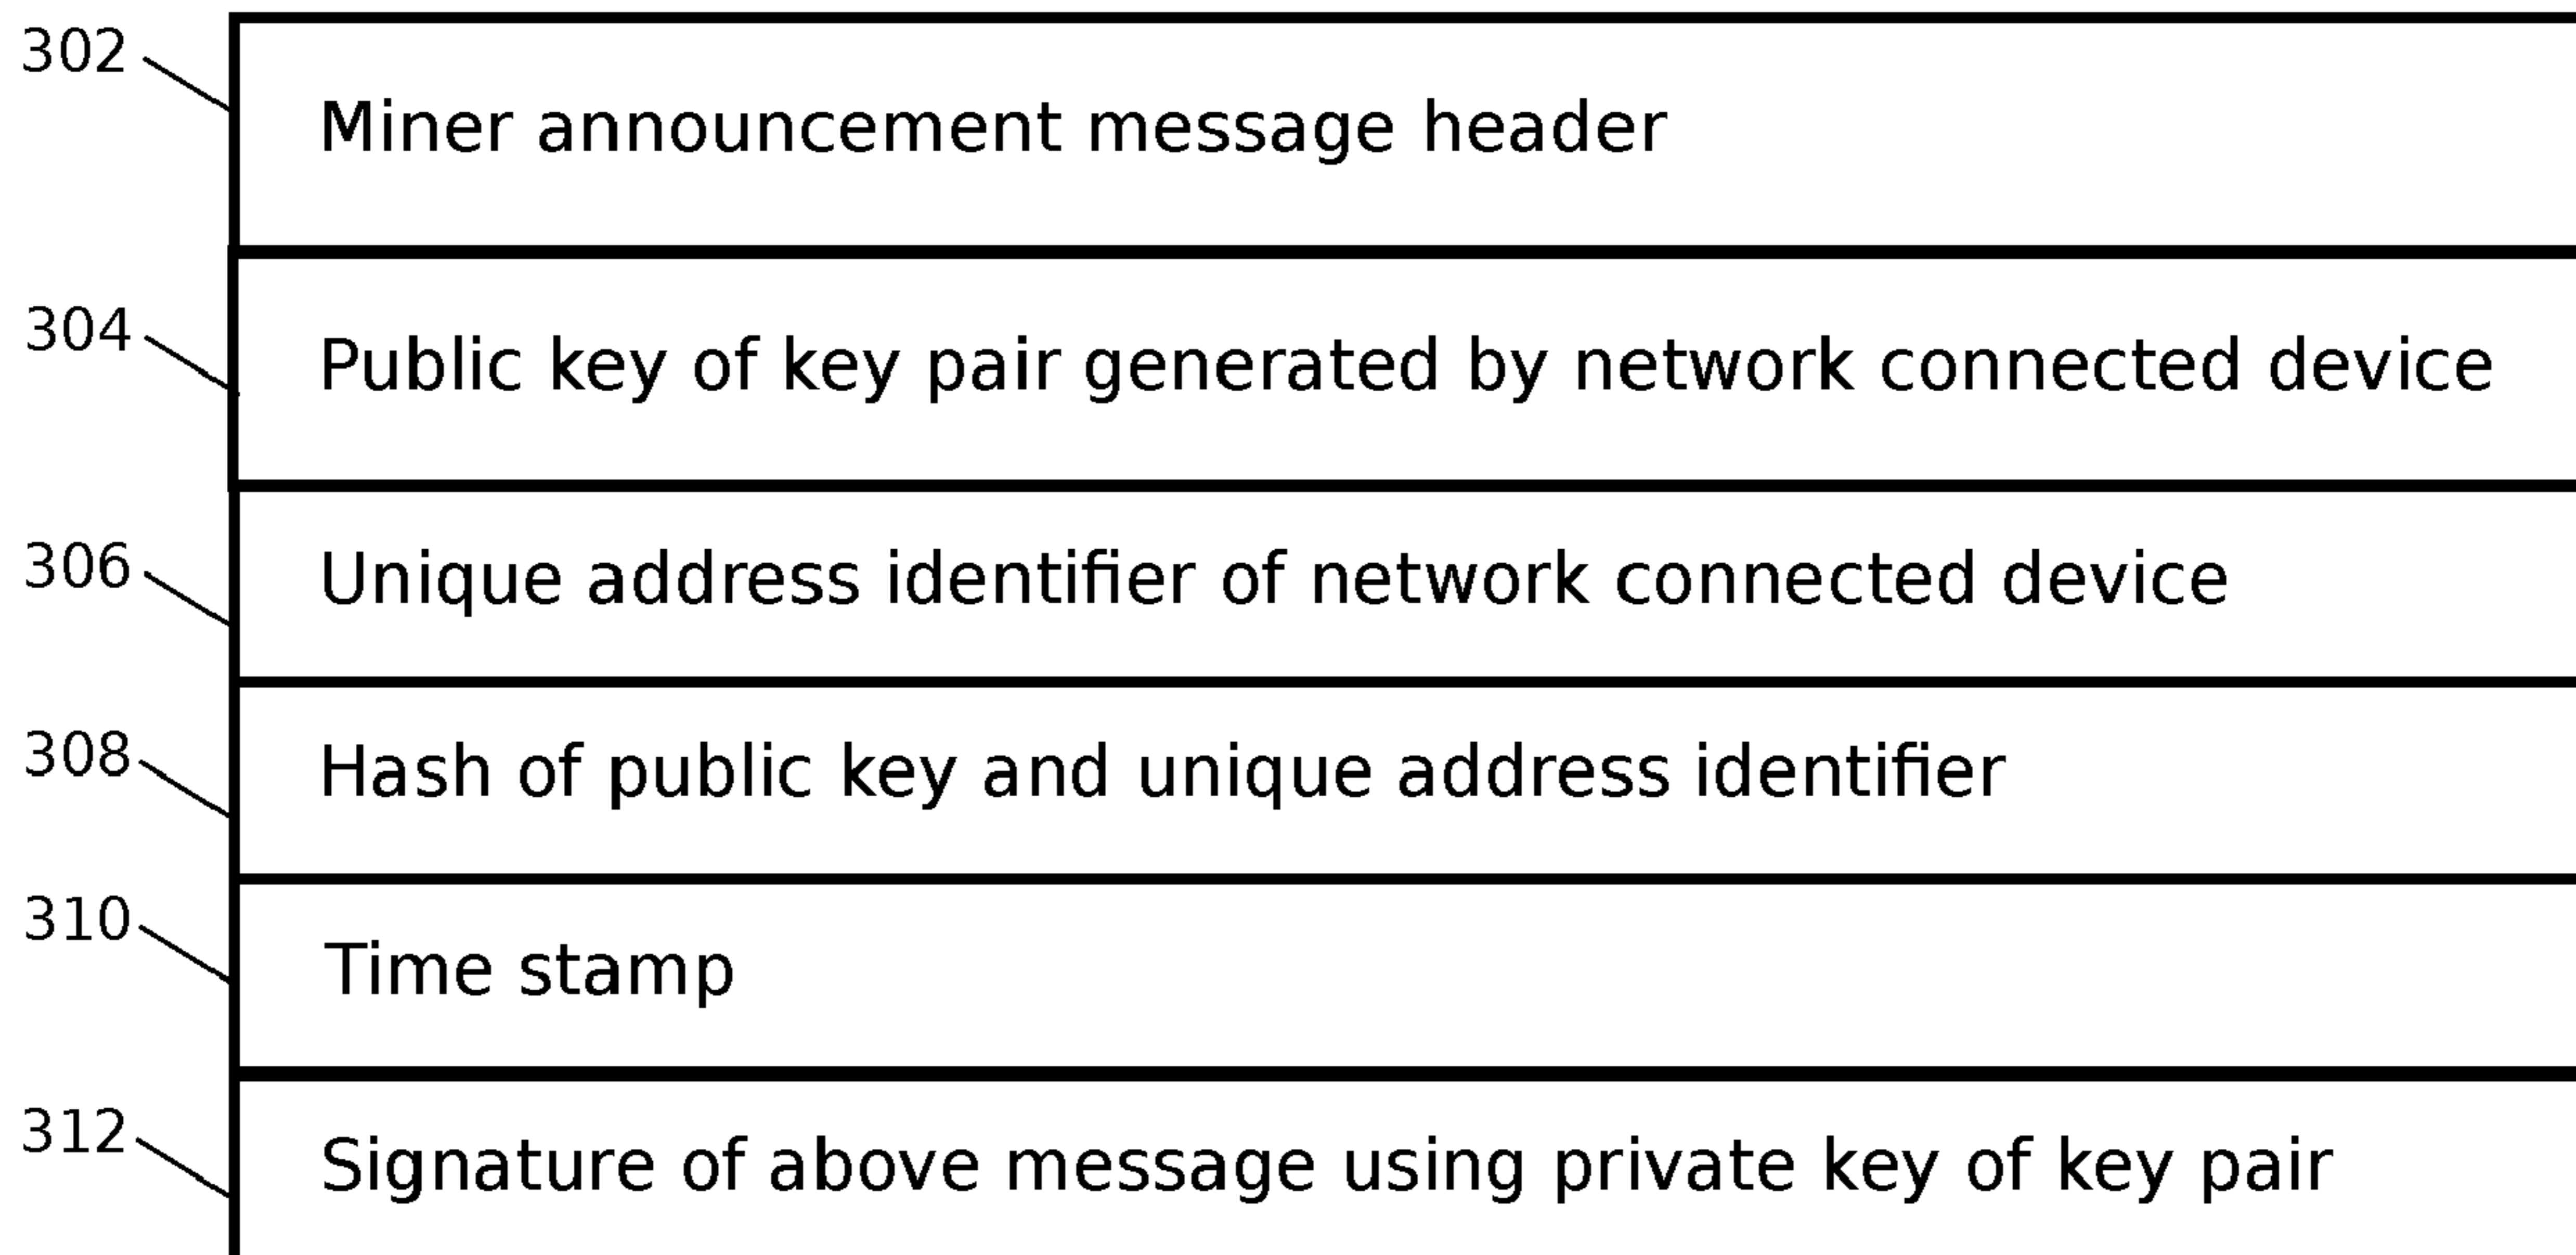 302
Miner announcement message header
304
Public key of key pair generated by network connected device
306
Unique address identifier of network connected device
308
Hash of public key and unique address identifier
310
Time stamp
312
Signature of above message using private key of key pair